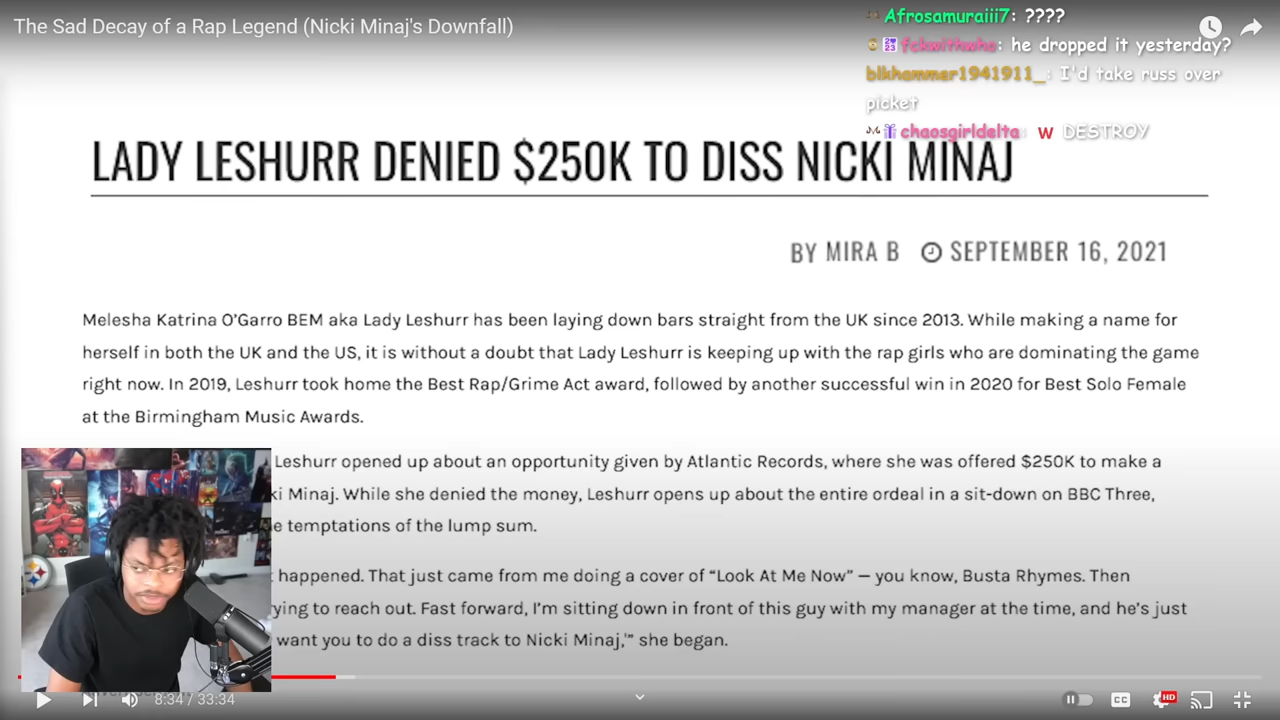 The Sad Decay of a Rap Legend (Nicki Minaj's Downfall)
Afrosamuraiii7: ????
fckwithwho: he dropped it yesterday?
blkhammer1941911_: I'd take russ over
picket
chaosgirldelta: W DESTROY
LADY LESHURR DENIED $250K TO DISS NICKI MINAJ
BY MIRA B SEPTEMBER 16, 2021
Melesha Katrina O'Garro BEM aka Lady Leshurr has been laying down bars straight from the UK since 2013. While making a name for
herself in both the UK and the US, it is without a doubt that Lady Leshurr is keeping up with the rap girls who are dominating the game
right now. In 2019, Leshurr took home the Best Rap/Grime Act award, followed by another successful win in 2020 for Best Solo Female
at the Birmingham Music Awards.
Leshurr opened up about an opportunity given by Atlantic Records, where she was offered $250K to make a
ki Minaj. While she denied the money, Leshurr opens up about the entire ordeal in a sit-down on BBC Three,
e temptations of the lump sum.
happened. That just came from me doing a cover of “Look At Me Now” — you know, Busta Rhymes. Then
ying to reach out. Fast forward, I'm sitting down in front of this guy with my manager at the time, and he's just
want you to do a diss track to Nicki Minaj,'” she began.
8:34 / 33:34
CC
HD